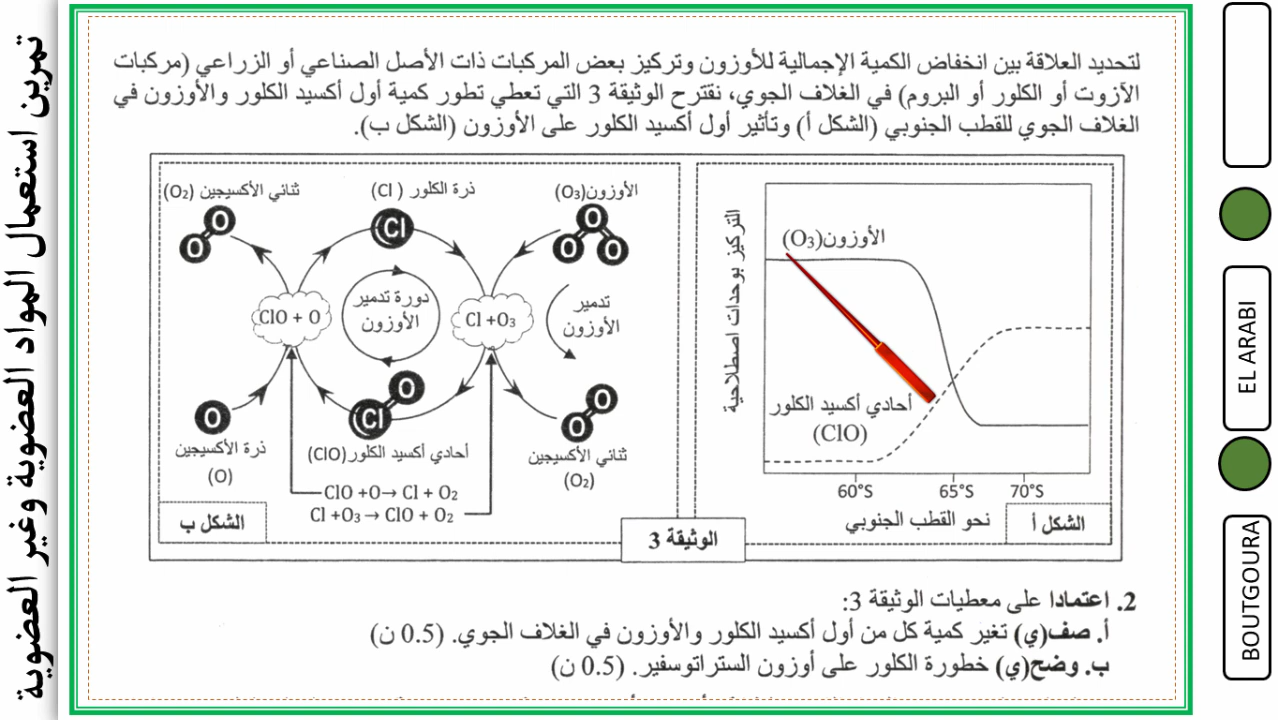 تمرين استعمال المواد العضوية وغير العضوية
لتحديد العلاقة بين انخفاض الكمية الإجمالية للأوزون وتركيز بعض المركبات ذات الأصل الصناعي أو الزراعي (مركبات
الآزوت أو الكلور أو البروم) في الغلاف الجوي، نقترح الوثيقة 3 التي تعطي تطور كمية أول أكسيد الكلور والأوزون في
الغلاف الجوي للقطب الجنوبي (الشكل أ) وتأثير أول أكسيد الكلور على الأوزون (الشكل ب).
التركيز بوحدات اصطلاحية
الأوزون(O3)
أحادي أكسيد الكلور
(ClO)
60°S 65°S 70°S
نحو القطب الجنوبي
الشكل أ
الأوزون(O3)
ذرة الكلور (Cl)
ثنائي الأكسيجين (O2)
O O O
Cl
O O
تدمير
الأوزون
Cl +O3
دورة تدمير
الأوزون
ClO + O
O O
Cl O
O
ثنائي الأكسيجين
(O2)
أحادي أكسيد الكلور(ClO)
ذرة الأكسيجين
(O)
ClO +O→ Cl + O2
Cl +O3 → ClO + O2
الشكل ب
الوثيقة 3
2. اعتمادا على معطيات الوثيقة 3:
أ. صف(ي) تغير كمية كل من أول أكسيد الكلور والأوزون في الغلاف الجوي. (0.5 ن)
ب. وضح(ي) خطورة الكلور على أوزون الستراتوسفير. (0.5 ن)
EL ARABI
BOUTGOURA